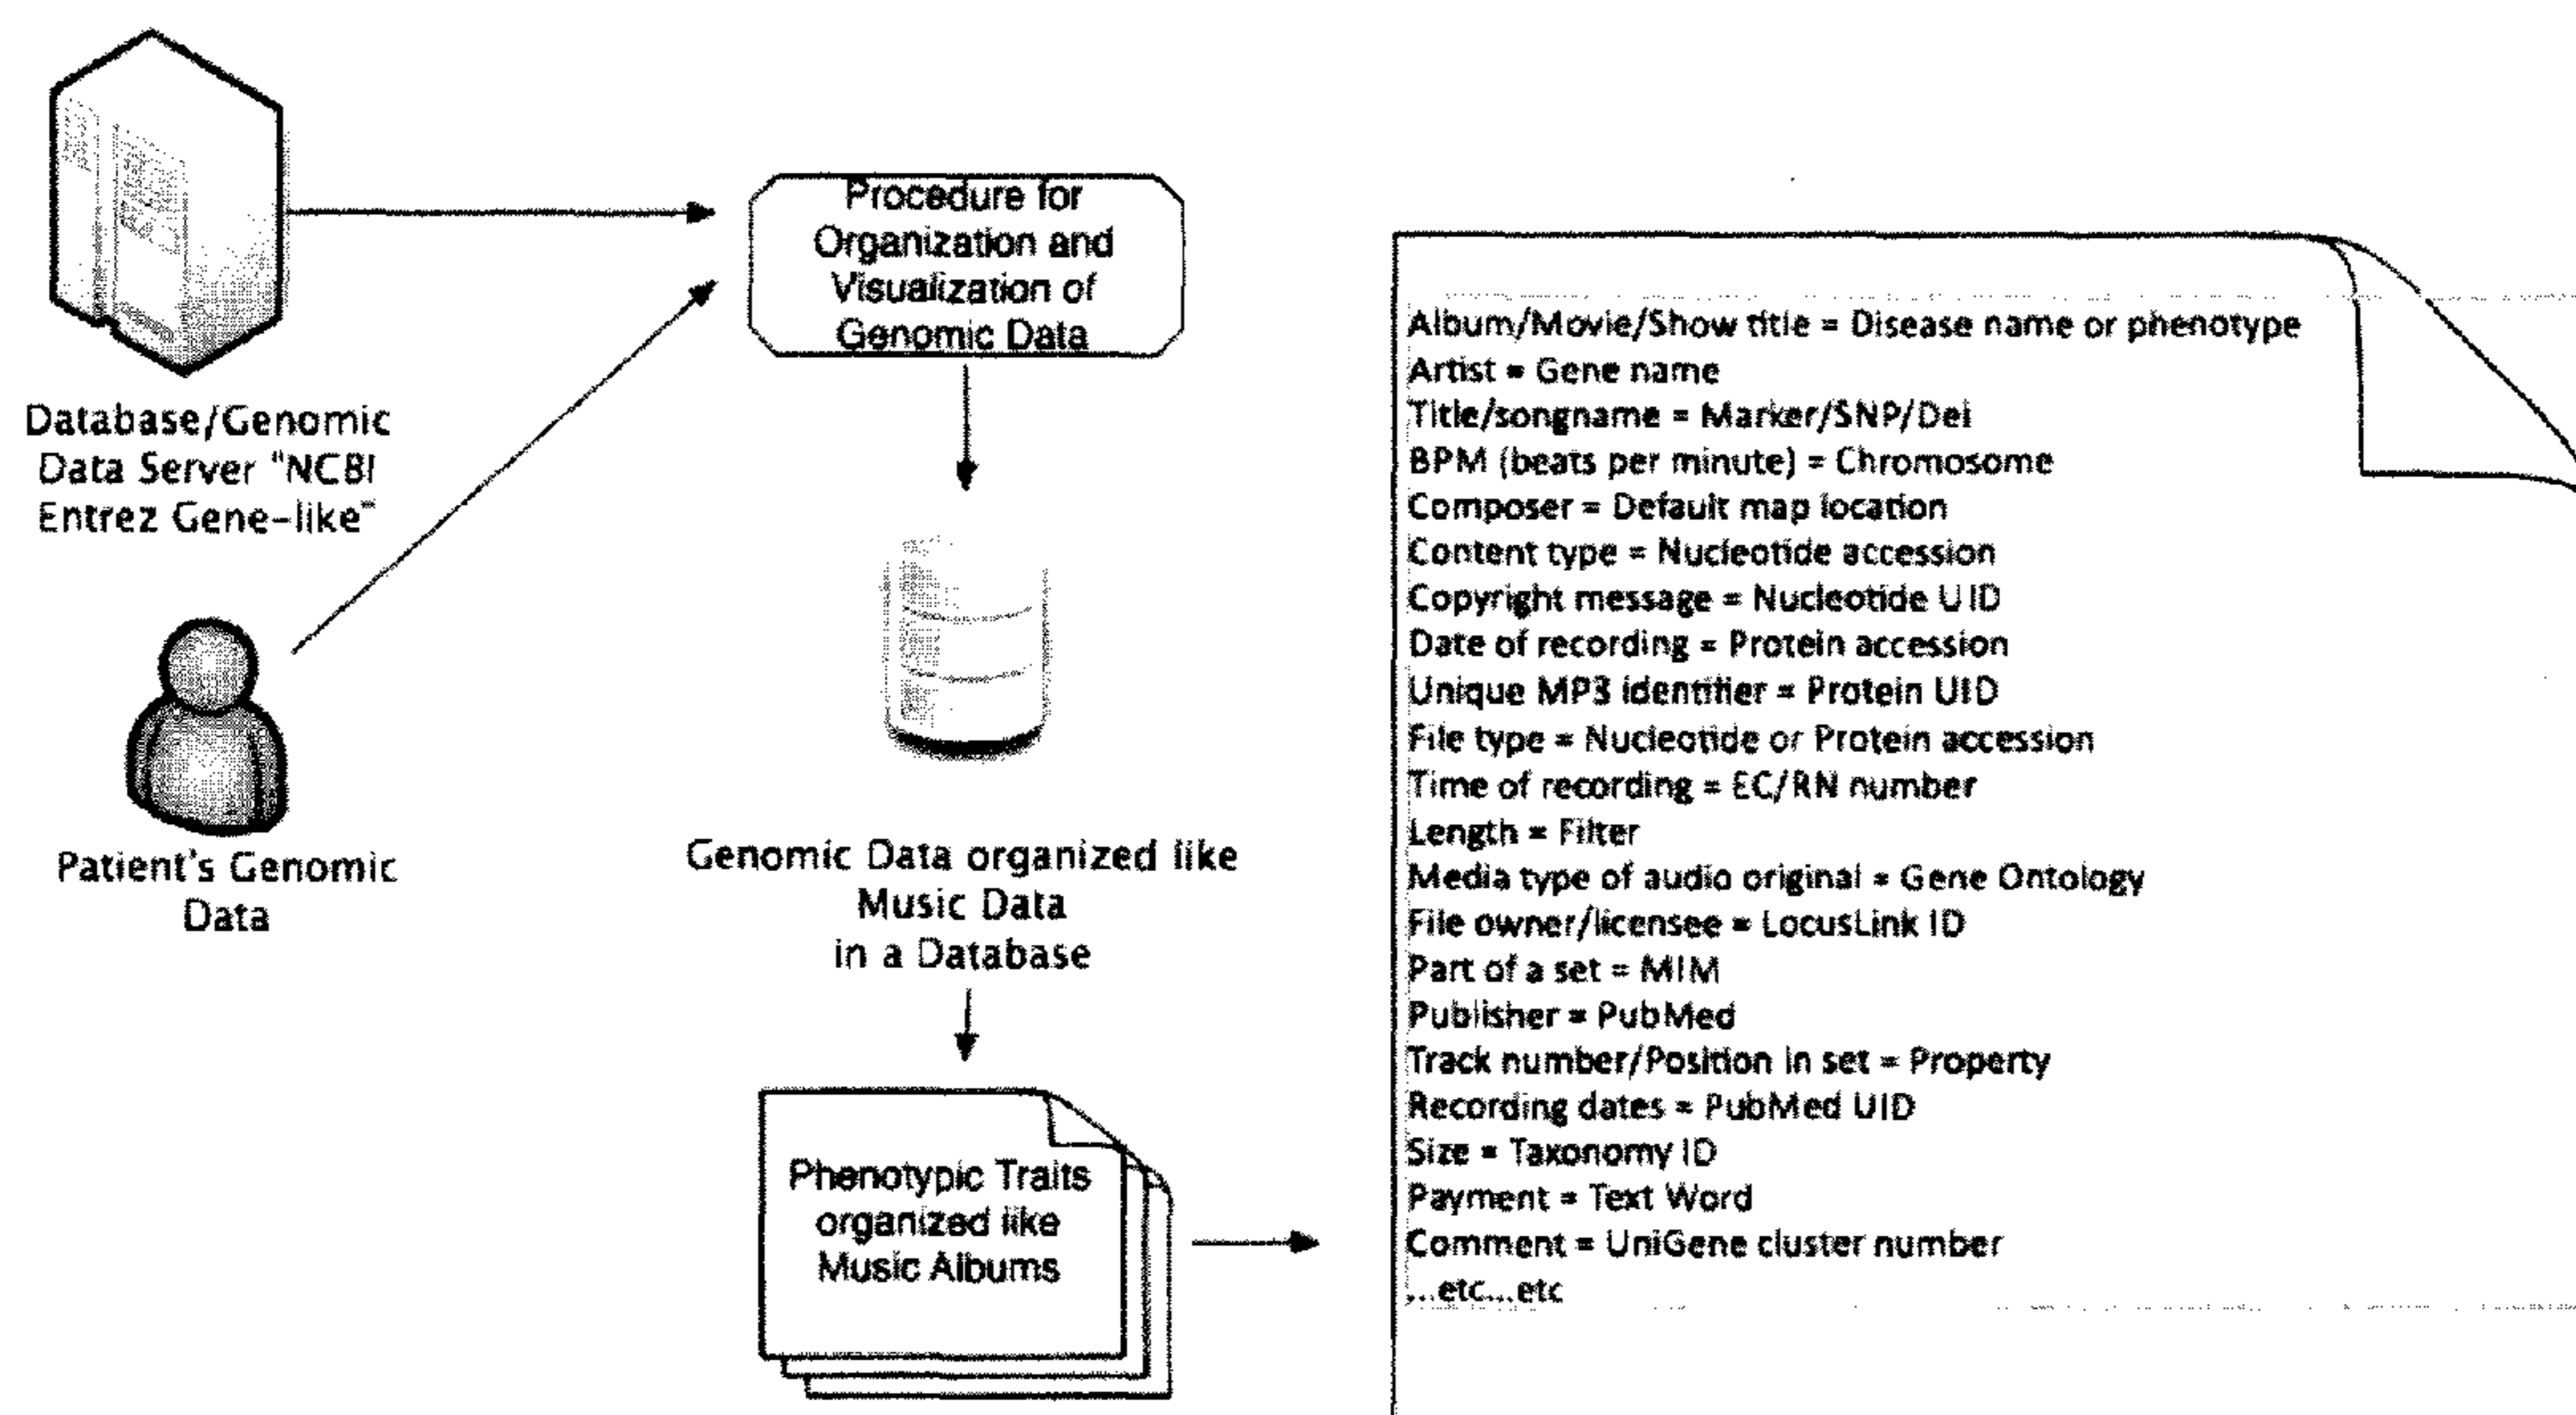 Procedure for
Organization and
Visualization of
Genomic Data
Database/Genomic
Data Server "NCBI
Entrez Gene-like"
Patient's Genomic
Data
Genomic Data organized like
Music Data
in a Database
Phenotypic Traits
organized like
Music Albums
Album/Movie/Show title = Disease name or phenotype
Artist = Gene name
Title/songname = Marker/SNP/Del
BPM (beats per minute) = Chromosome
Composer = Default map location
Content type = Nucleotide accession
Copyright message = Nucleotide UID
Date of recording = Protein accession
Unique MP3 identifier = Protein UID
File type = Nucleotide or Protein accession
Time of recording = EC/RN number
Length = Filter
Media type of audio original = Gene Ontology
File owner/licensee = LocusLink ID
Part of a set = MIM
Publisher = PubMed
Track number/Position in set = Property
Recording dates = PubMed UID
Size = Taxonomy ID
Payment = Text Word
Comment = UniGene cluster number
...etc...etc